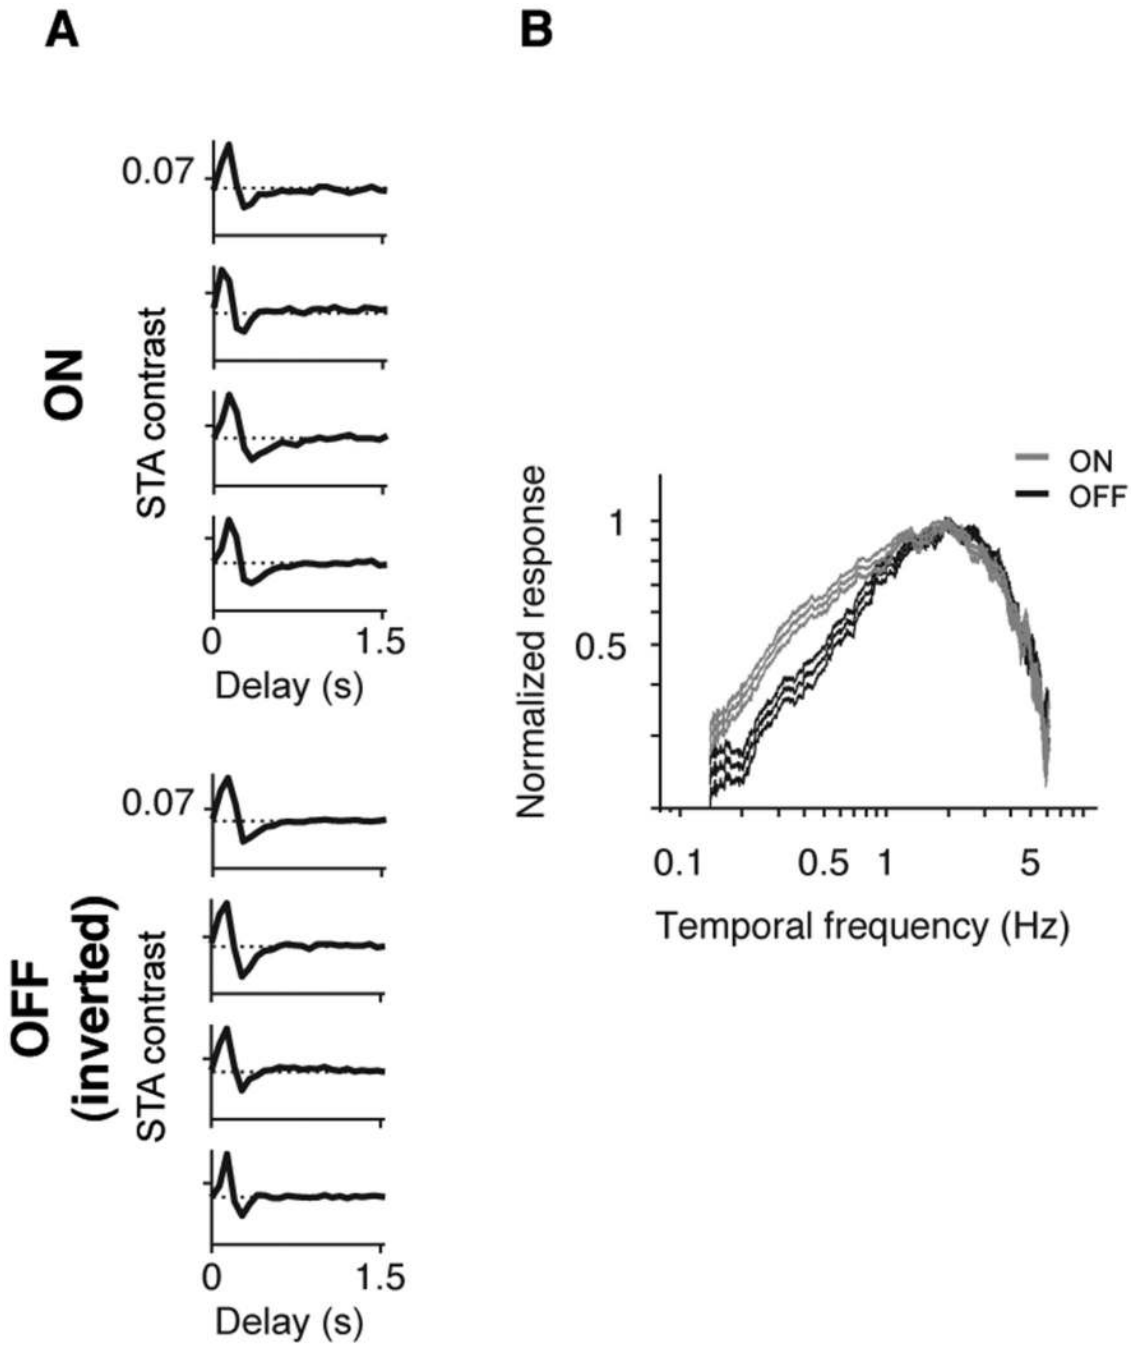 A
B
0.07
ON
STA contrast
0
1.5
Delay (s)
0.07
OFF
(inverted)
STA contrast
0
1.5
Delay (s)
ON
OFF
Normalized response
1
0.5
0.1
0.5
1
5
Temporal frequency (Hz)